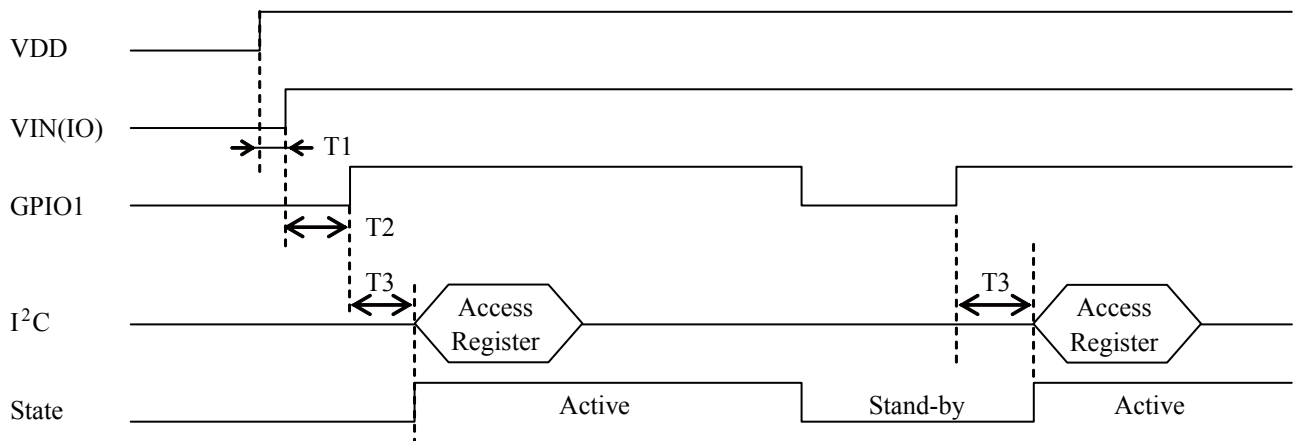 VDD
VIN(IO)
T1
GPIO1
T2
T3
T3
I²C
Access
Register
Access
Register
State
Active
Stand-by
Active